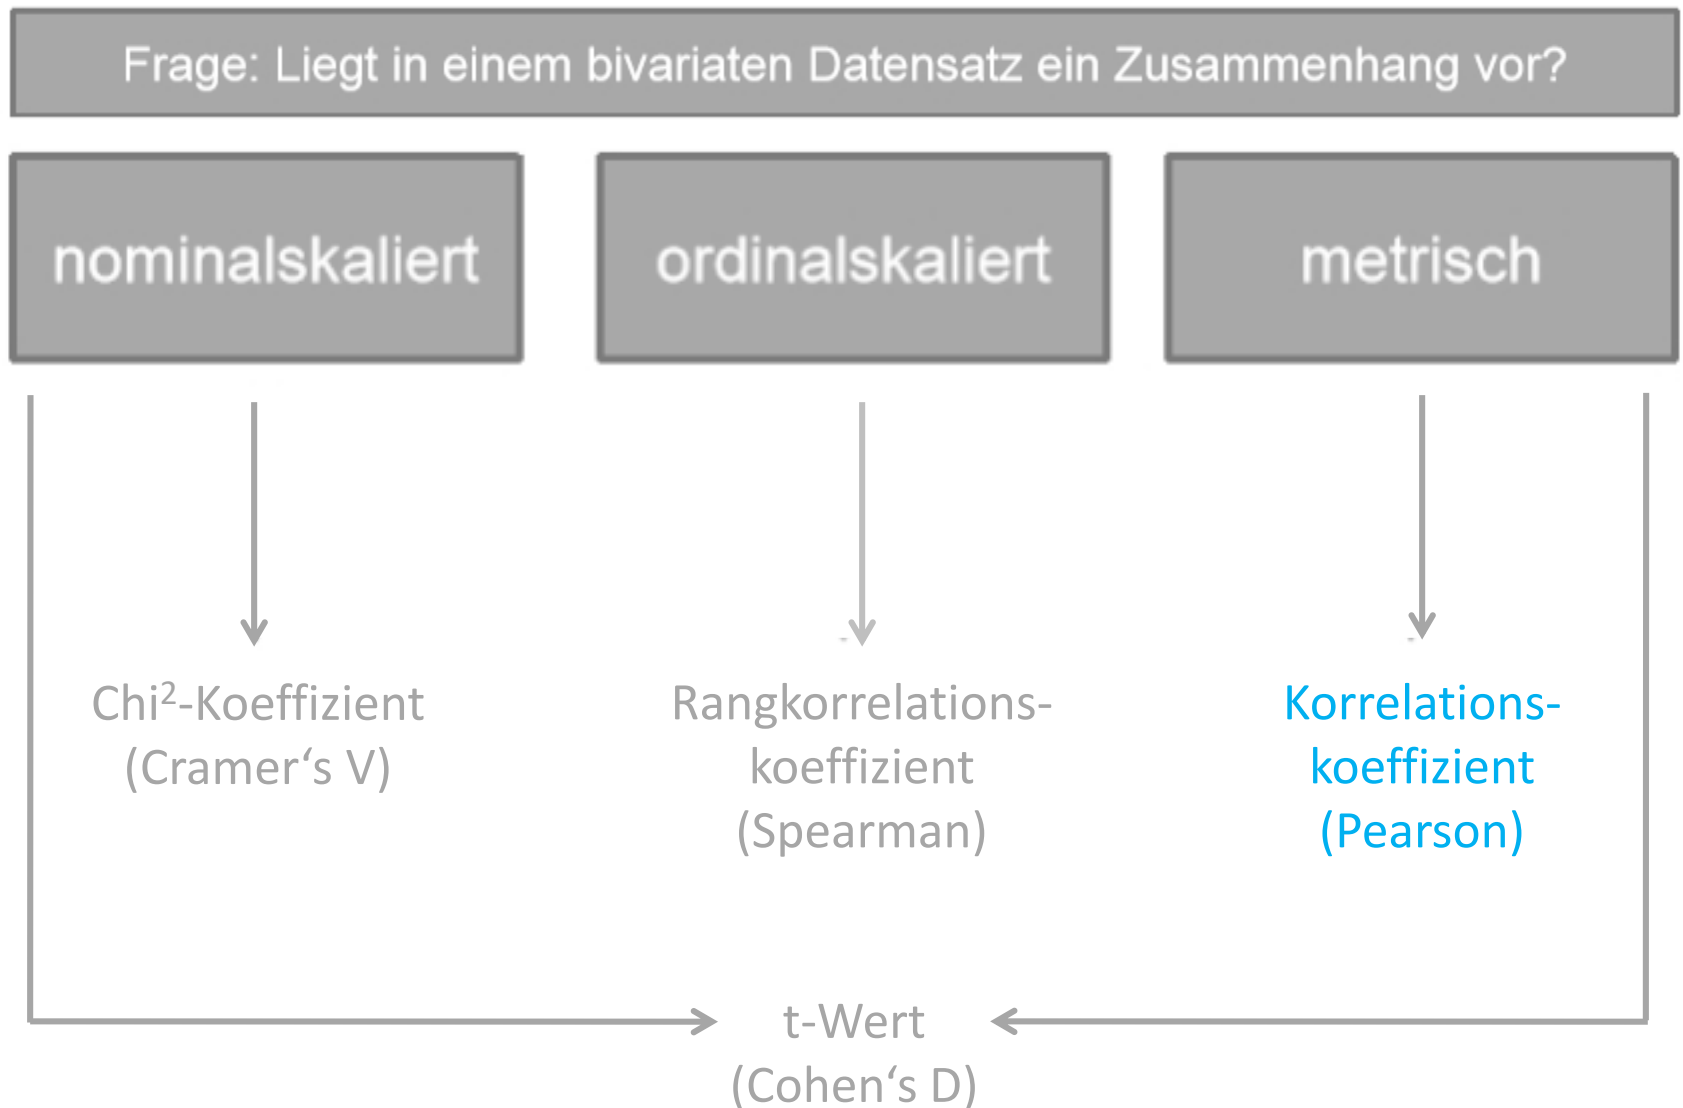 Frage: Liegt in einem bivariaten Datensatz ein Zusammenhang vor?
nominalskaliert
ordinalskaliert
metrisch
Chi²-Koeffizient
(Cramer‘s V)
Rangkorrelations-
koeffizient
(Spearman)
Korrelations-
koeffizient
(Pearson)
t-Wert
(Cohen‘s D)